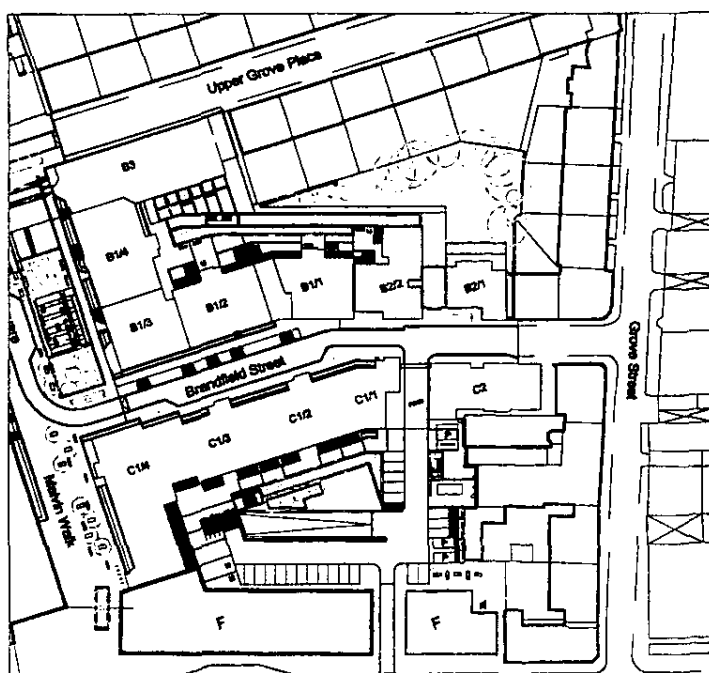 Upper Grove Place
B3
B1/4
B1/1
B2/2
B2/1
B1/2
B1/3
Grove Street
Brandfield Street
C1/1
C2
C1/2
C1/3
C1/4
Melvin Walk
F
F